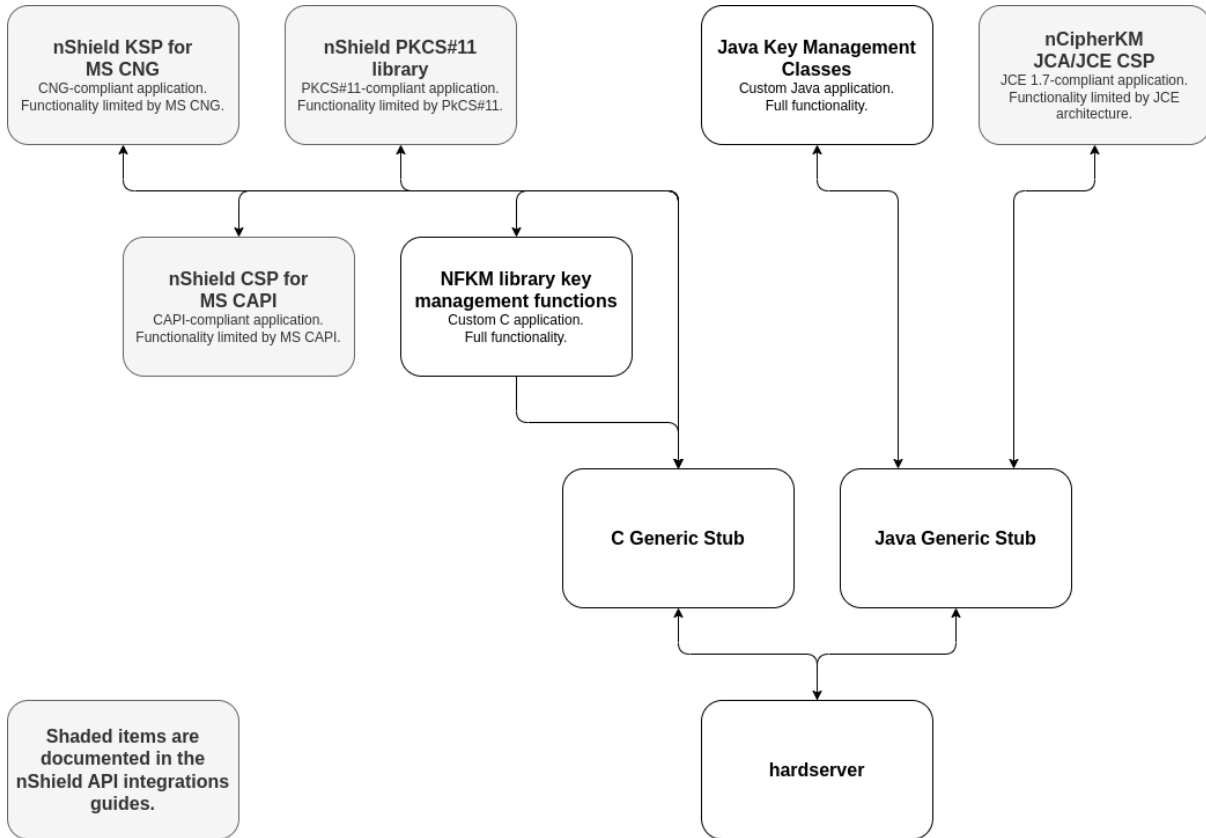 nShield KSP for
MS CNG
CNG-compliant application.
Functionality limited by MS CNG.
nShield PKCS#11
library
PKCS#11-compliant application.
Functionality limited by PkCS#11.
Java Key Management
Classes
Custom Java application.
Full functionality.
nCipherKM
JCA/JCE CSP
JCE 1.7-compliant application.
Functionality limited by JCE
architecture.
nShield CSP for
MS CAPI
CAPI-compliant application.
Functionality limited by MS CAPI.
NFKM library key
management functions
Custom C application.
Full functionality.
C Generic Stub
Java Generic Stub
Shaded items are
documented in the
nShield API integrations
guides.
hardserver